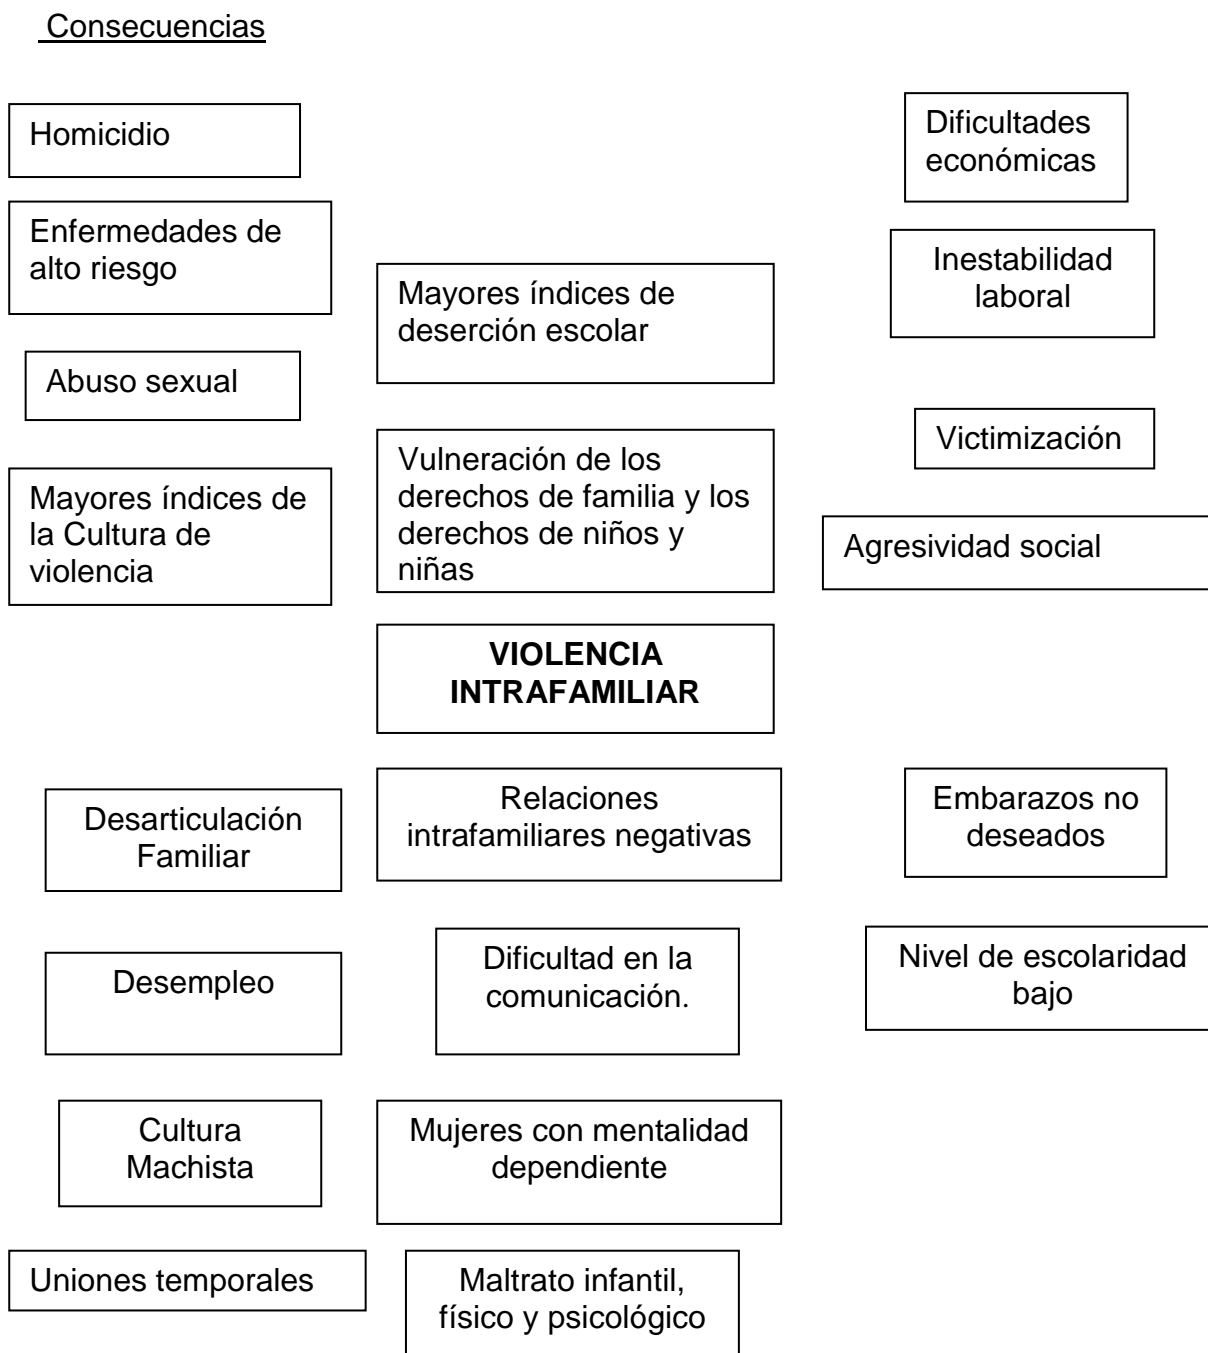 Consecuencias
Homicidio
Dificultades
económicas
Enfermedades de
alto riesgo
Inestabilidad
laboral
Mayores índices de
deserción escolar
Abuso sexual
Victimización
Vulneración de los
derechos de familia y los
derechos de niños y
niñas
Mayores índices de
la Cultura de
violencia
Agresividad social
VIOLENCIA
INTRAFAMILIAR
Desarticulación
Familiar
Relaciones
intrafamiliares negativas
Embarazos no
deseados
Desempleo
Dificultad en la
comunicación.
Nivel de escolaridad
bajo
Cultura
Machista
Mujeres con mentalidad
dependiente
Uniones temporales
Maltrato infantil,
físico y psicológico